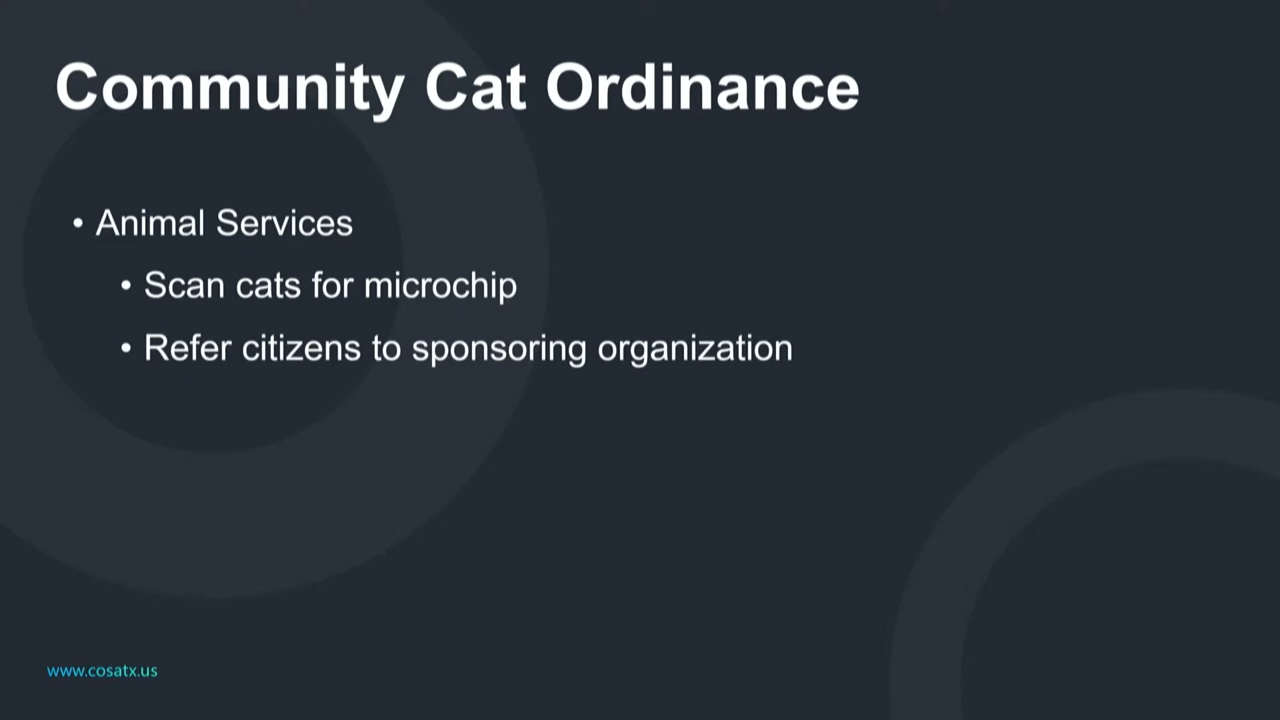 Community Cat Ordinance
• Animal Services
• Scan cats for microchip
• Refer citizens to sponsoring organization
www.cosatx.us